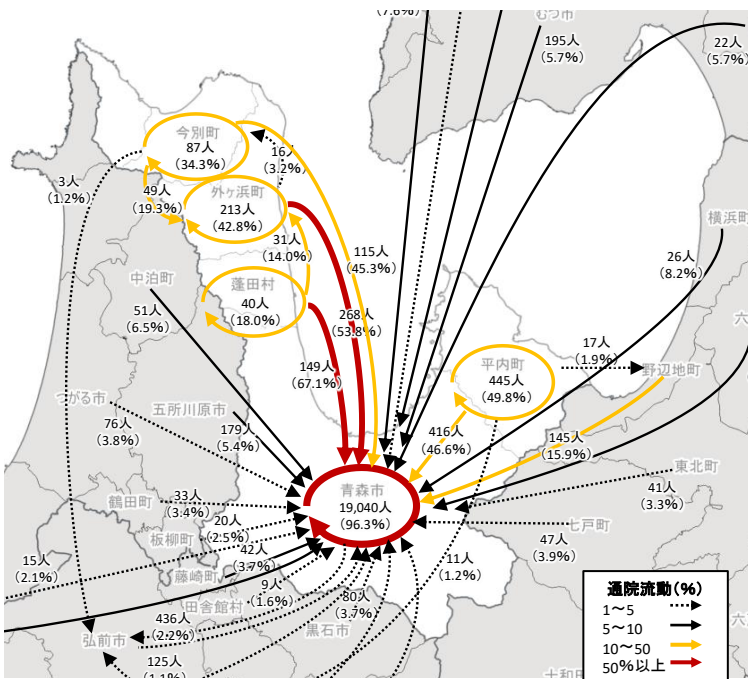 (7.6%)
むつ市
195人
(5.7%)
22人
(5.7%)
今別町
87人
(34.3%)
16人
(3.2%)
3人
(1.2%)
49人
(19.3%)
外ヶ浜町
213人
(42.8%)
31人
(14.0%)
115人
(45.3%)
横浜町
26人
(8.2%)
中泊町
51人
(6.5%)
蓬田村
40人
(18.0%)
268人
(53.8%)
149人
(67.1%)
平内町
445人
(49.8%)
17人
(1.9%)
野辺地町
六
つがる市
76人
(3.8%)
五所川原市
179人
(5.4%)
416人
(46.6%)
145人
(15.9%)
東北町
41人
(3.3%)
青森市
19,040人
(96.3%)
鶴田町
33人
(3.4%)
板柳町
20人
(2.5%)
七戸町
47人
(3.9%)
15人
(2.1%)
藤崎町
42人
(3.7%)
田舎館村
9人
(1.6%)
80人
(3.7%)
11人
(1.2%)
黒石市
弘前市
436人
(2.2%)
125人
(1.1%)
十和田
六
通院流動(%)
1~5
5~10
10~50
50%以上